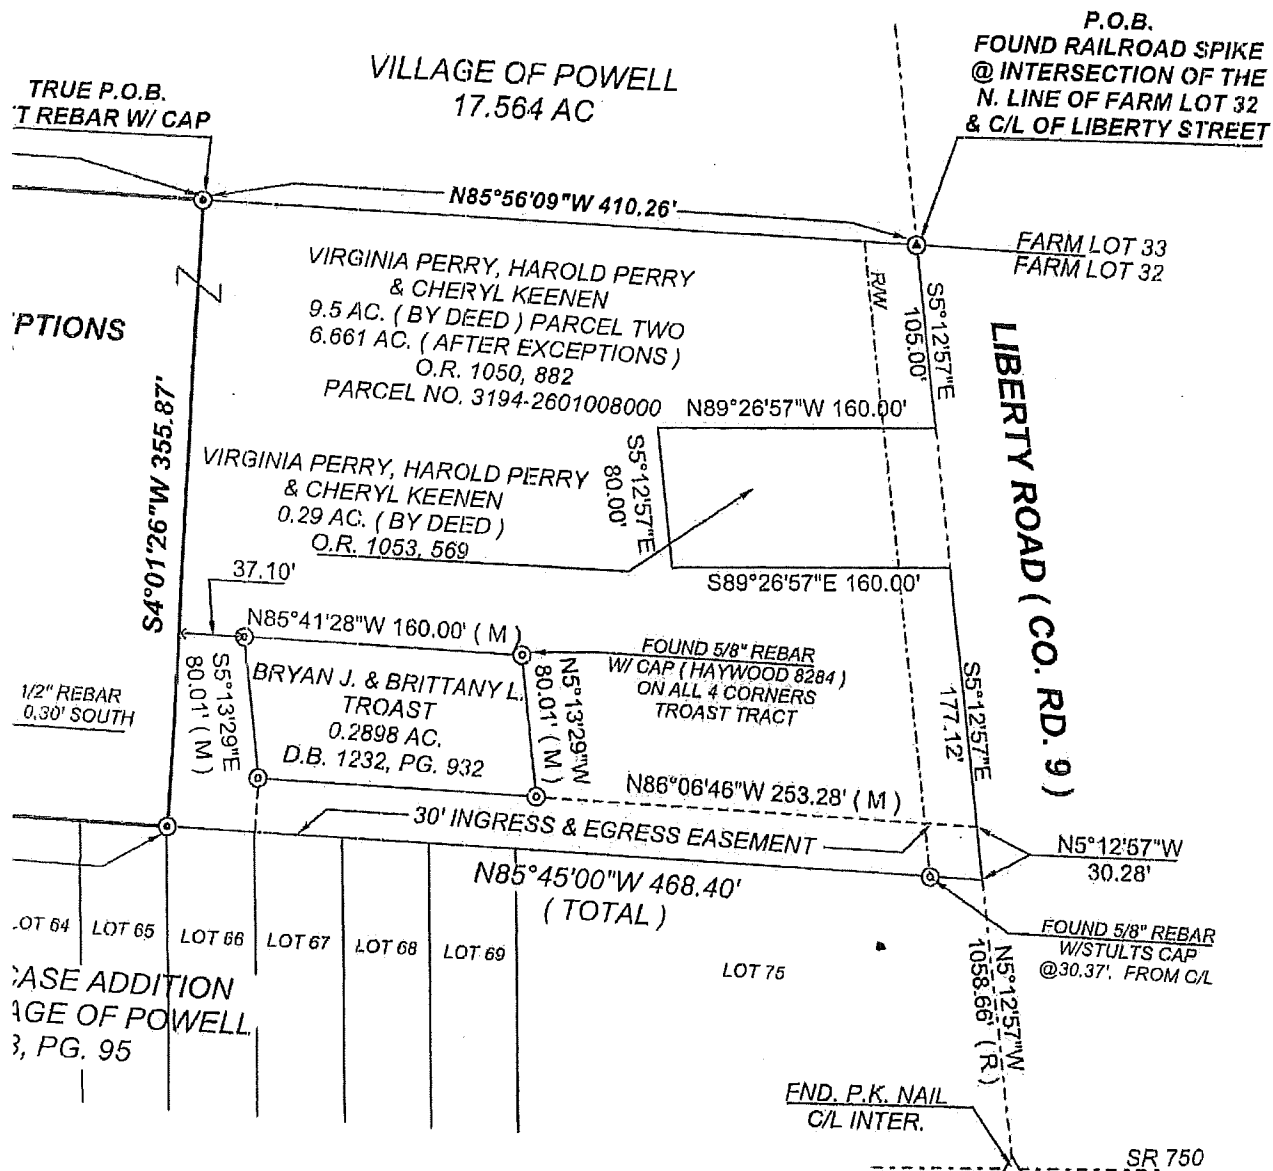 P.O.B.
FOUND RAILROAD SPIKE
@ INTERSECTION OF THE
N. LINE OF FARM LOT 32
& C/L OF LIBERTY STREET
VILLAGE OF POWELL
17.564 AC
TRUE P.O.B.
T REBAR W/ CAP
N85°56'09"W 410.26'
FARM LOT 33
FARM LOT 32
VIRGINIA PERRY, HAROLD PERRY
& CHERYL KEENEN
9.5 AC. ( BY DEED ) PARCEL TWO
6.661 AC. ( AFTER EXCEPTIONS )
O.R. 1050, 882
PARCEL NO. 3194-2601008000
R/W
S5°12'57"E
105.00'
PTIONS
LIBERTY ROAD ( CO. RD. 9 )
S4°01'26"W 355.87'
N89°26'57"W 160.00'
S5°12'57"E
80.00'
VIRGINIA PERRY, HAROLD PERRY
& CHERYL KEENEN
0.29 AC. ( BY DEED )
O.R. 1053, 569
S89°26'57"E 160.00'
37.10'
N85°41'28"W 160.00' ( M )
S5°13'29"E
80.01' ( M )
BRYAN J. & BRITTANY L.
TROAST
0.2898 AC.
D.B. 1232, PG. 932
N5°13'29"W
80.01' ( M )
FOUND 5/8" REBAR
W/ CAP ( HAYWOOD 8284 )
ON ALL 4 CORNERS
TROAST TRACT
S5°12'57"E
177.12'
1/2" REBAR
0.30' SOUTH
N86°06'46"W 253.28' ( M )
30' INGRESS & EGRESS EASEMENT
N5°12'57"W
30.28'
N85°45'00"W 468.40'
( TOTAL )
LOT 64
LOT 65
LOT 66
LOT 67
LOT 68
LOT 69
LOT 75
FOUND 5/8" REBAR
W/STULTS CAP
@30.37'. FROM C/L
N5°12'57"W
1058.66' ( R )
CASE ADDITION
AGE OF POWELL
3, PG. 95
FND. P.K. NAIL
C/L INTER.
SR 750